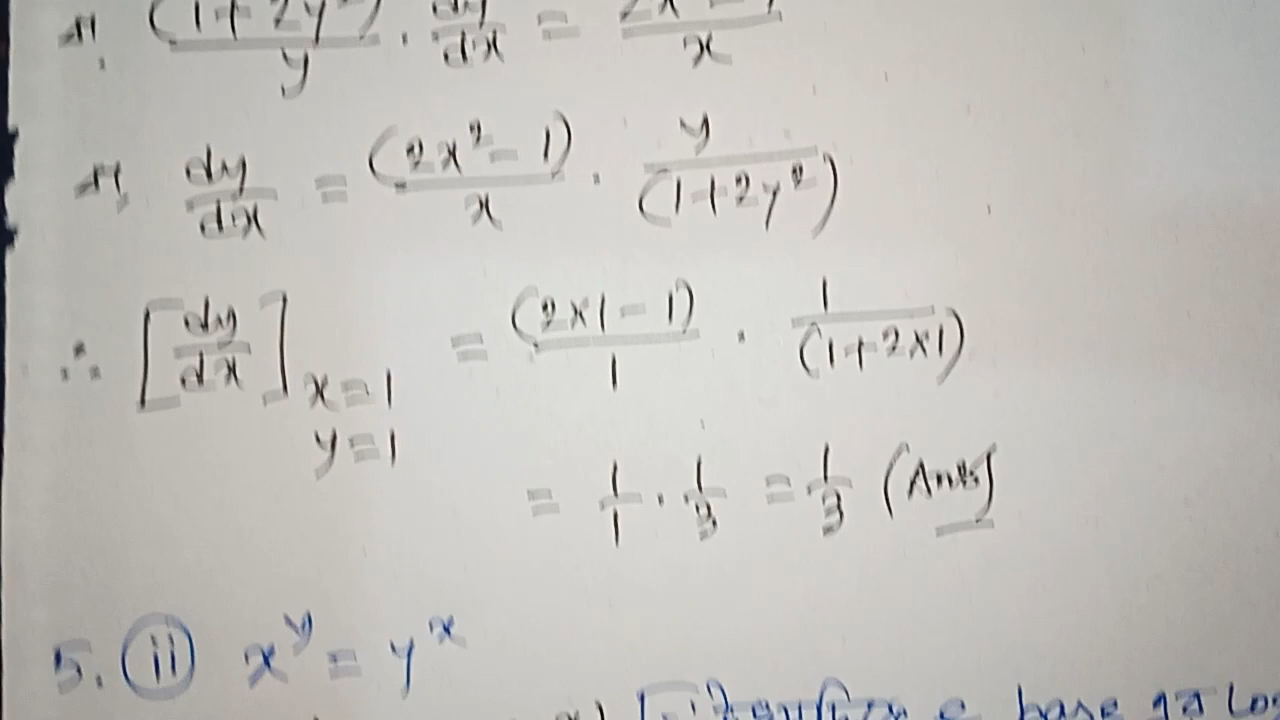 বা, (1+2y²)/y . dy/dx = 2x² - 1/x
বা, dy/dx = (2x² - 1)/x . y/(1+2y²)
∴ [dy/dx] x=1 y=1 = (2×1 - 1)/1 . 1/(1+2×1)
= 1/1 . 1/3 = 1/3 (Ans)
5. (ii) x^y = y^x
e base এর